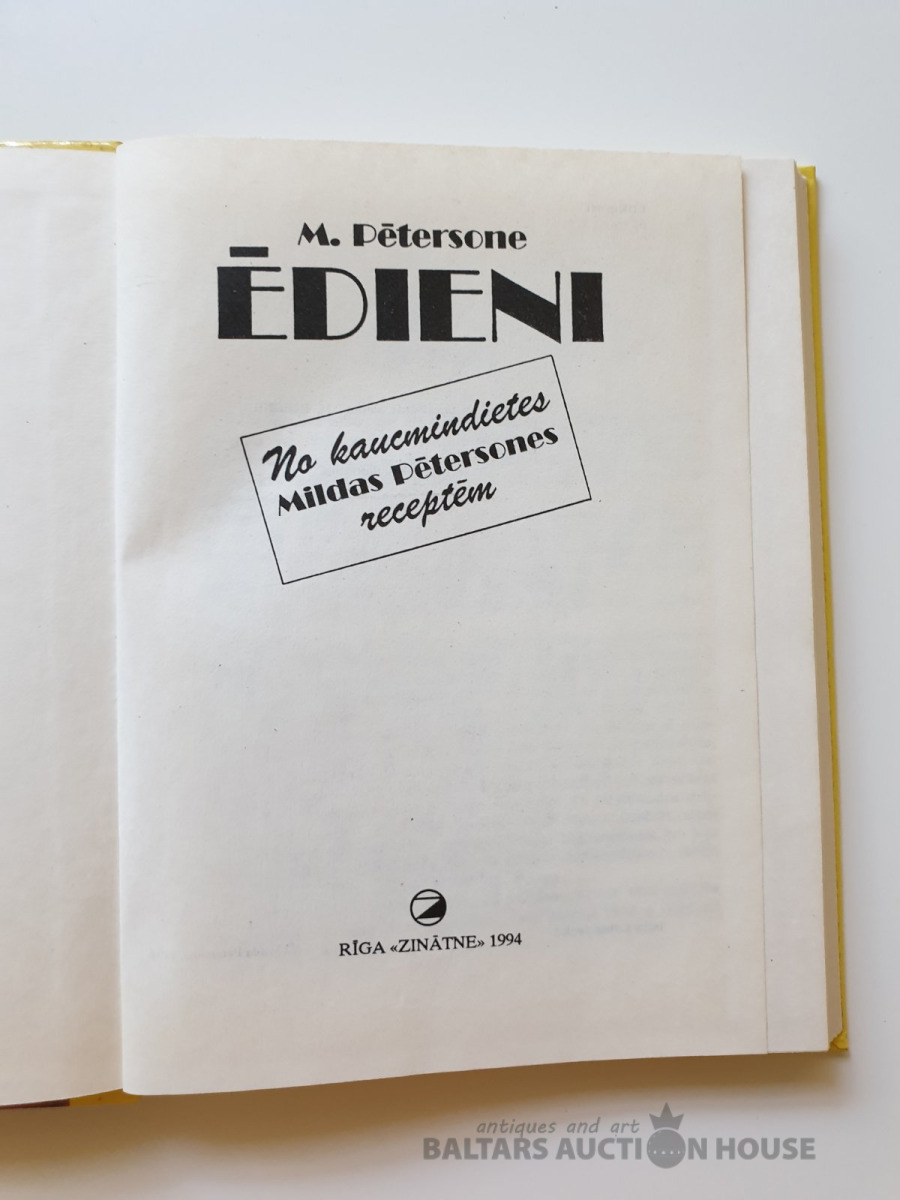 M. Pētersone
ĒDIENI
No kaucmindietes
Mildas Pētersones
receptēm
RĪGA «ZINĀTNE» 1994
antiques and art
BALTARS AUCTION HOUSE